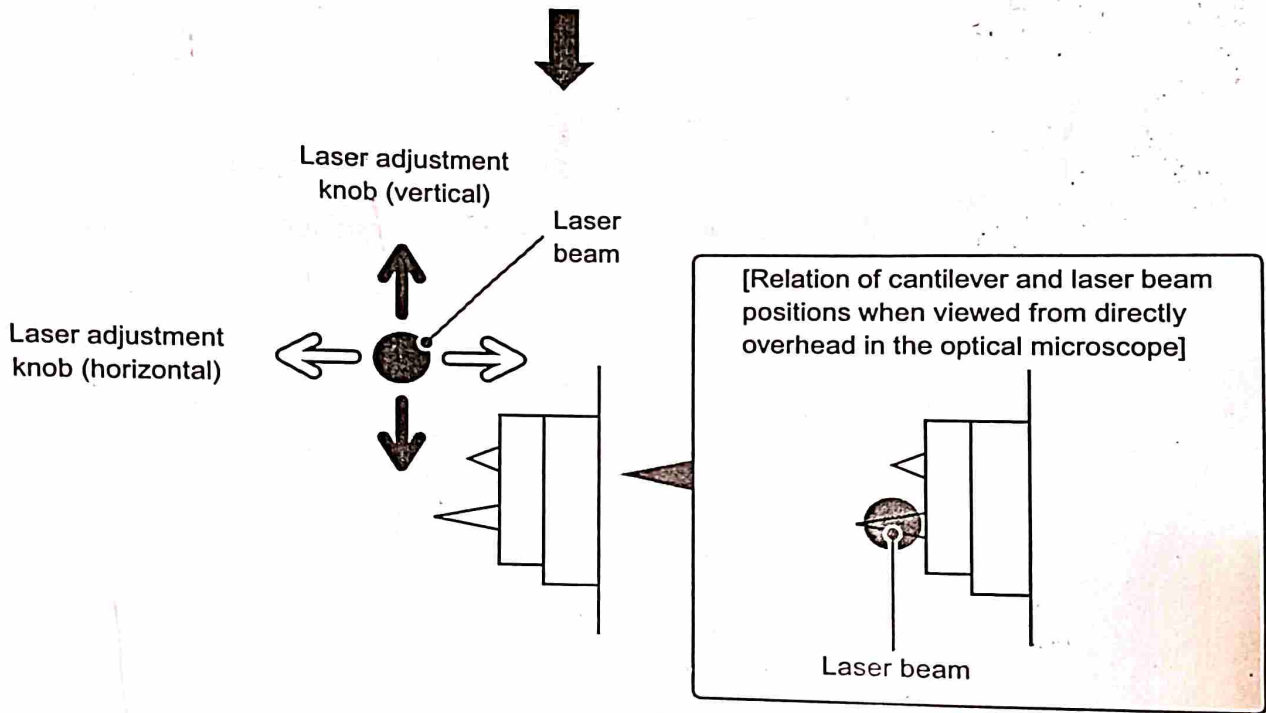 Laser adjustment
knob (vertical)
Laser
beam
Laser adjustment
knob (horizontal)
[Relation of cantilever and laser beam
positions when viewed from directly
overhead in the optical microscope]
Laser beam